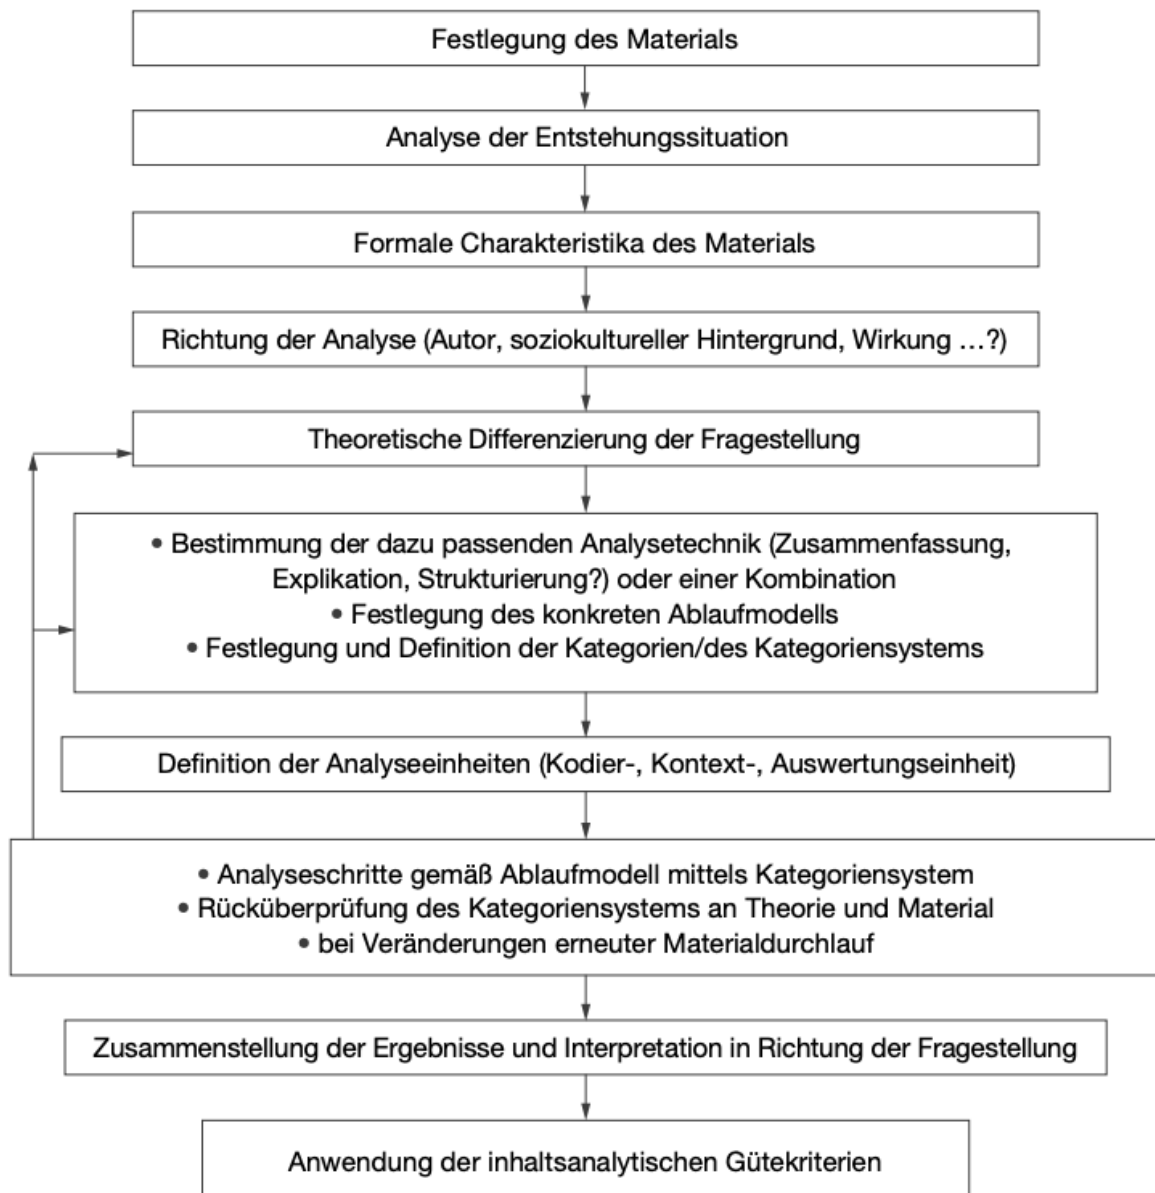 Festlegung des Materials
Analyse der Entstehungssituation
Formale Charakteristika des Materials
Richtung der Analyse (Autor, soziokultureller Hintergrund, Wirkung …?)
Theoretische Differenzierung der Fragestellung
• Bestimmung der dazu passenden Analysetechnik (Zusammenfassung,
Explikation, Strukturierung?) oder einer Kombination
• Festlegung des konkreten Ablaufmodells
• Festlegung und Definition der Kategorien/des Kategoriensystems
Definition der Analyseeinheiten (Kodier-, Kontext-, Auswertungseinheit)
• Analyseschritte gemäß Ablaufmodell mittels Kategoriensystem
• Rücküberprüfung des Kategoriensystems an Theorie und Material
• bei Veränderungen erneuter Materialdurchlauf
Zusammenstellung der Ergebnisse und Interpretation in Richtung der Fragestellung
Anwendung der inhaltsanalytischen Gütekriterien